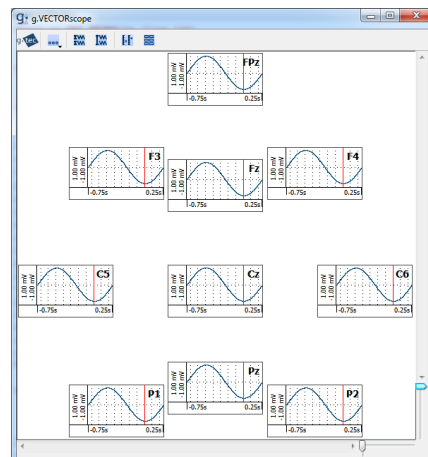 g.VECTORscope
g.tec
FPz
1.00 mV
-1.00 mV
-0.75s
0.25s
F3
1.00 mV
-1.00 mV
-0.75s
0.25s
Fz
1.00 mV
-1.00 mV
-0.75s
0.25s
F4
1.00 mV
-1.00 mV
-0.75s
0.25s
C5
1.00 mV
-1.00 mV
-0.75s
0.25s
Cz
1.00 mV
-1.00 mV
-0.75s
0.25s
C6
1.00 mV
-1.00 mV
-0.75s
0.25s
P1
1.00 mV
-1.00 mV
-0.75s
0.25s
Pz
1.00 mV
-1.00 mV
-0.75s
0.25s
P2
1.00 mV
-1.00 mV
-0.75s
0.25s